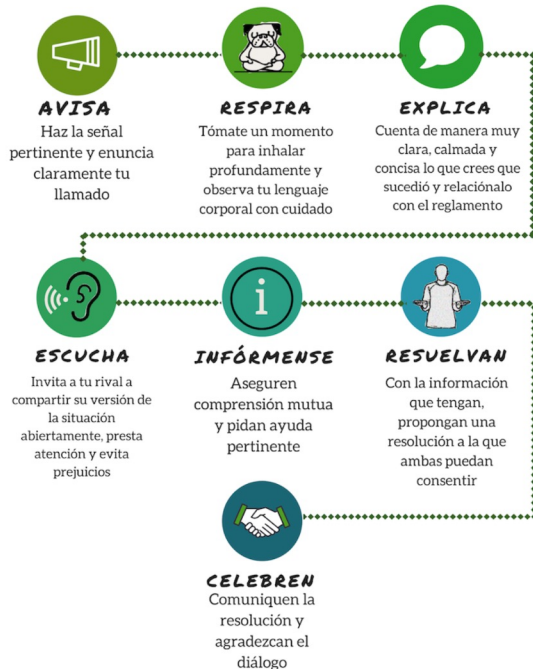 AVISA
Haz la señal
pertinente y enuncia
claramente tu
llamado
RESPIRA
Tómate un momento
para inhalar
profundamente y
observa tu lenguaje
corporal con cuidado
EXPLICA
Cuenta de manera muy
clara, calmada y
concisa lo que crees que
sucedió y relaciónalo
con el reglamento
ESCUCHA
Invita a tu rival a
compartir su versión de
la situación
abiertamente, presta
atención y evita
prejuicios
i
INFÓRMENSE
Aseguren
comprensión mutua
y pidan ayuda
pertinente
RESUELVAN
Con la información
que tengan,
propongan una
resolución a la que
ambas puedan
consentir
CELEBREN
Comuniquen la
resolución y
agradezcan el
diálogo